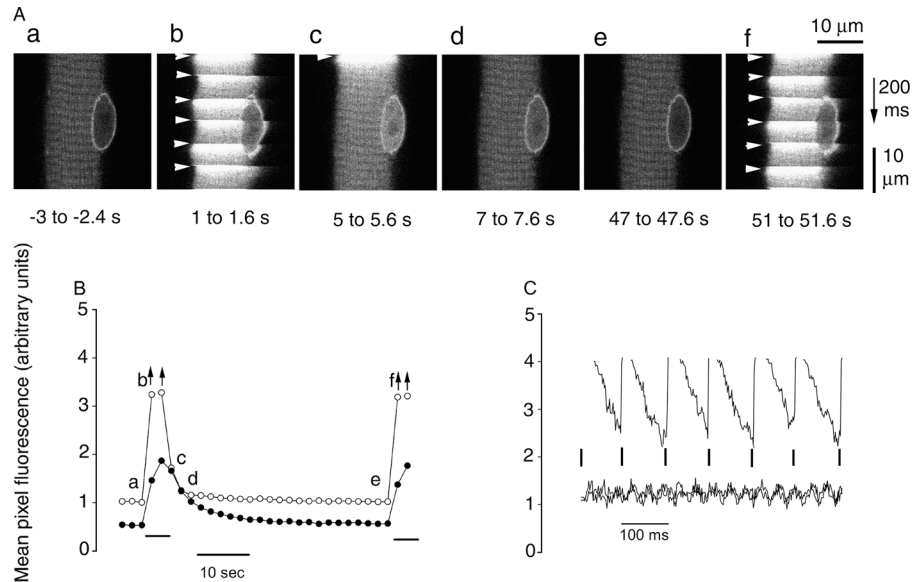 A
a b c d e f
10 μm
200
ms
10
μm
-3 to -2.4 s 1 to 1.6 s 5 to 5.6 s 7 to 7.6 s 47 to 47.6 s 51 to 51.6 s
Mean pixel fluorescence (arbitrary units)
B
5
4
3
2
1
0
a
b
c
d
e
f
10 sec
C
5
4
3
2
1
0
100 ms